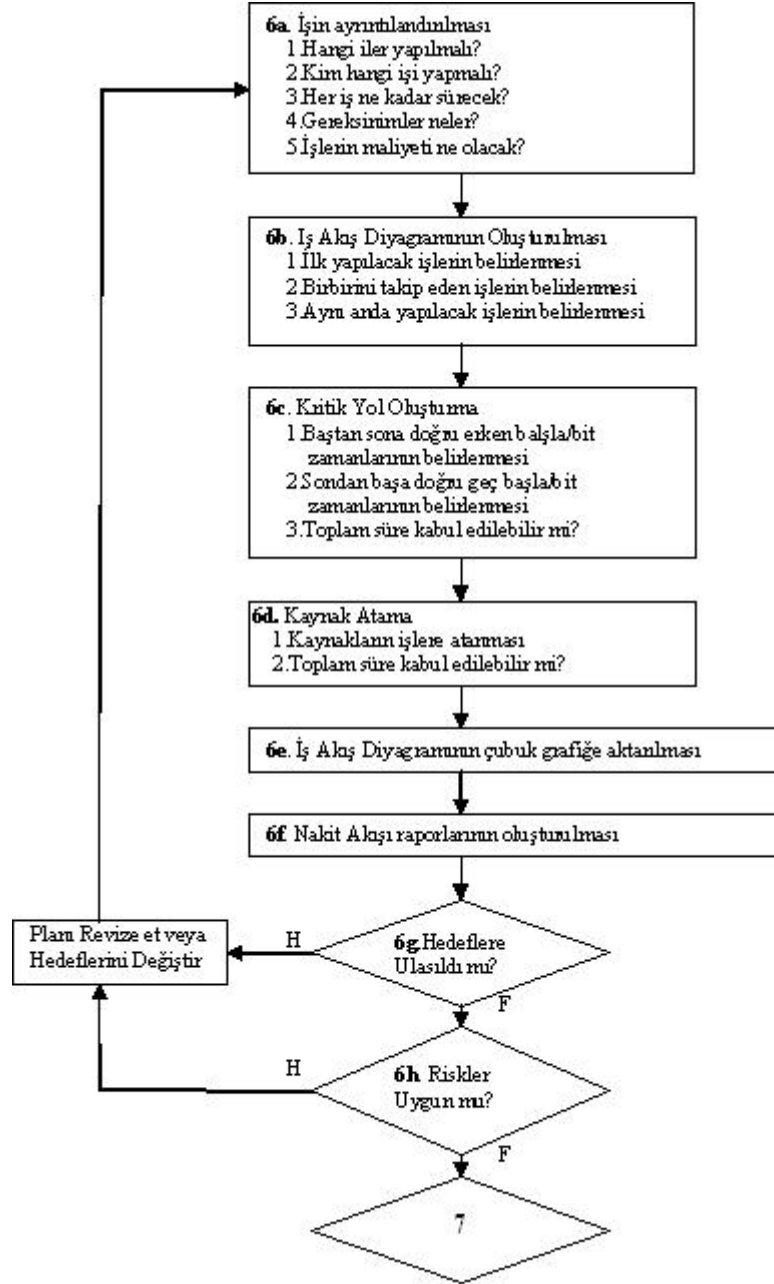 6a. İşin ayrıntılandırılması
1.Hangi iler yapılmalı?
2.Kim hangi işi yapmalı?
3.Her iş ne kadar sürecek?
4.Gereksinimler neler?
5.İşlerin maliyeti ne olacak?
6b. Iş Akış Diyagramının Oluşturulması
1.İlk yapılacak işlerin belirlenmesi
2.Birbirini takip eden işlerin belirlenmesi
3.Aynı anda yapılacak işlerin belirlenmesi
6c. Kritik Yol Oluşturma
1.Baştan sona doğru erken balşla/bit
zamanlarının belirlenmesi
2.Sondan başa doğru geç başla/bit
zamanlarının belirlenmesi
3.Toplam süre kabul edilebilir mi?
6d. Kaynak Atama
1.Kaynakların işlere atanması
2.Toplam süre kabul edilebilir mi?
6e. İş Akış Diyagramının çubuk grafiğe aktarılması
6f. Nakit Akışı raporlarının oluşturulması
Planı Revize et veya
Hedeflerini Değiştir
H
6g.Hedeflere
Ulasıldı mı?
F
H
6h. Riskler
Uygun mu?
F
7